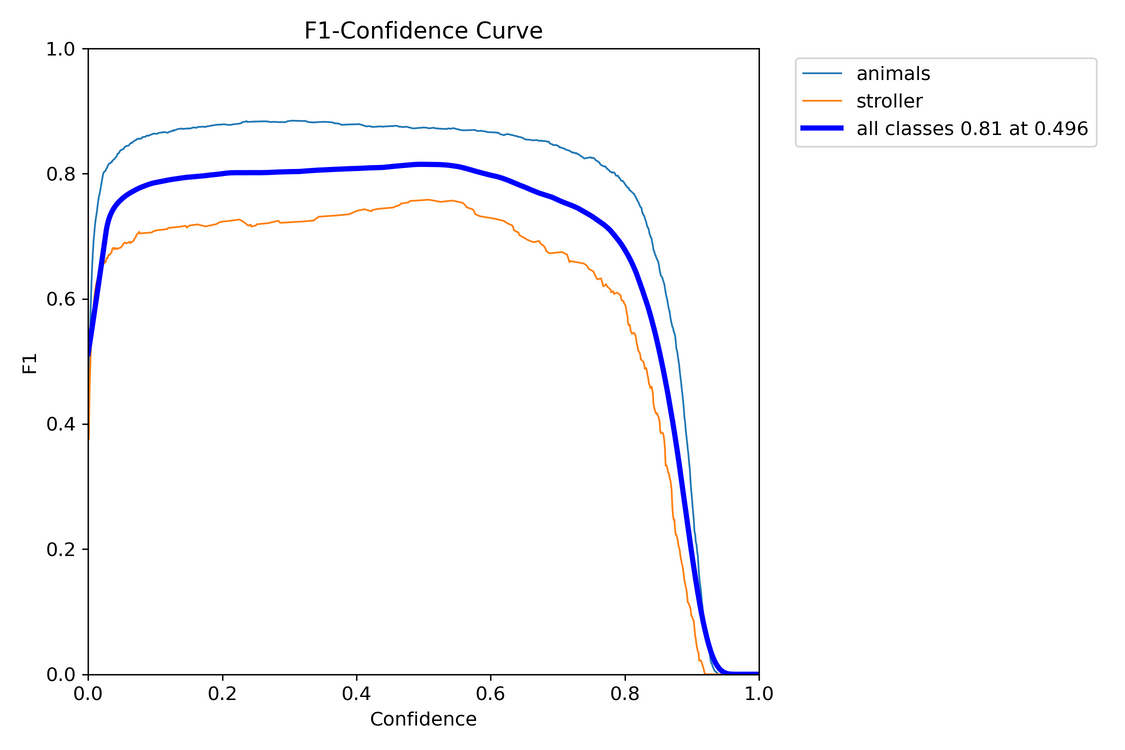 F1-Confidence Curve
1.0
0.8
0.6
0.4
0.2
0.0
F1
0.0 0.2 0.4 0.6 0.8 1.0
Confidence
animals
stroller
all classes 0.81 at 0.496